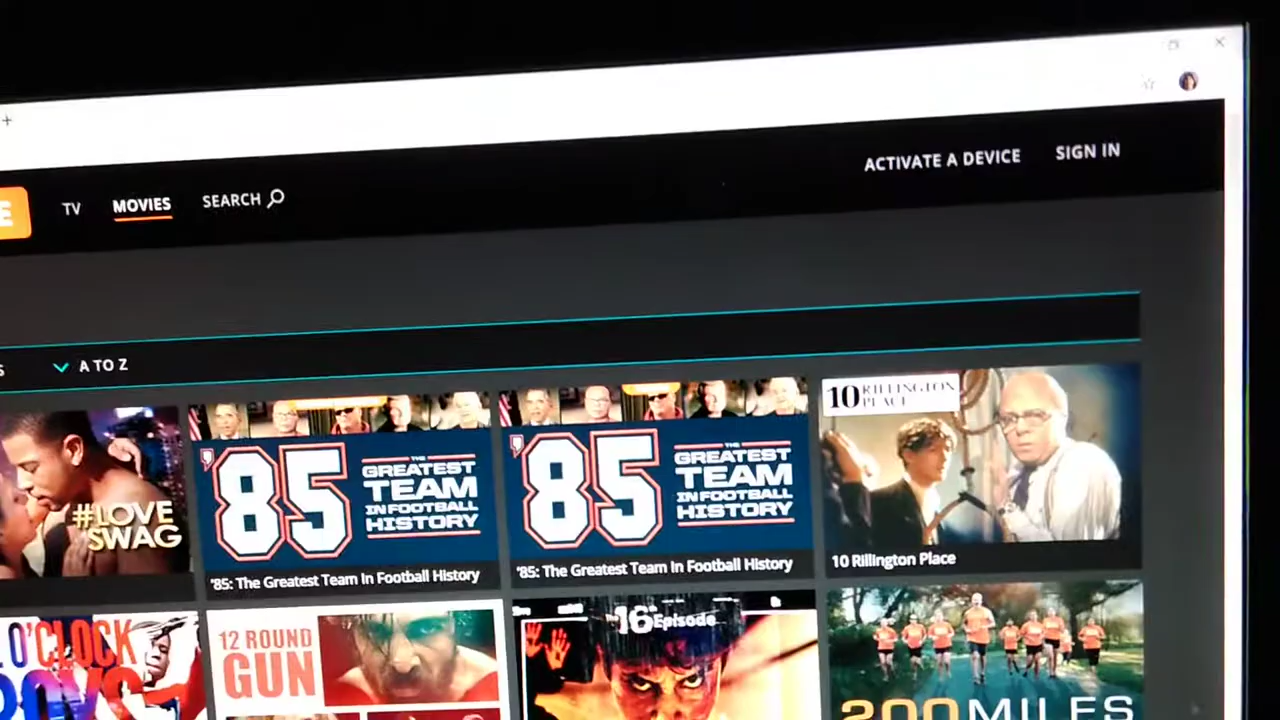 E
TV
MOVIES
SEARCH
ACTIVATE A DEVICE
SIGN IN
S
A TO Z
#LOVE
SWAG
'85
THE
GREATEST
TEAM
IN FOOTBALL
HISTORY
'85: The Greatest Team In Football History
'85
THE
GREATEST
TEAM
IN FOOTBALL
HISTORY
'85: The Greatest Team In Football History
10 RILLINGTON
PLACE
10 Rillington Place
O'CLOCK
BOYS
12 ROUND
GUN
16th Episode
200 MILES